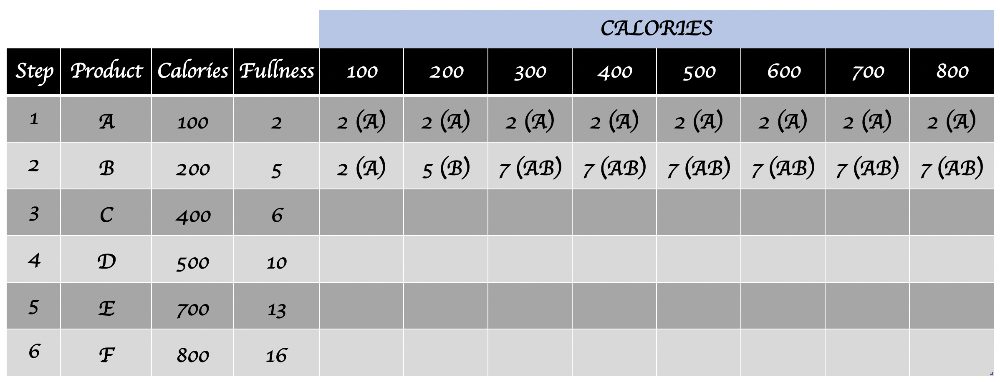 CALORIES
Step Product Calories Fullness 100 200 300 400 500 600 700 800
1 A 100 2 2 (A) 2 (A) 2 (A) 2 (A) 2 (A) 2 (A) 2 (A) 2 (A)
2 B 200 5 2 (A) 5 (B) 7 (AB) 7 (AB) 7 (AB) 7 (AB) 7 (AB) 7 (AB)
3 C 400 6
4 D 500 10
5 E 700 13
6 F 800 16